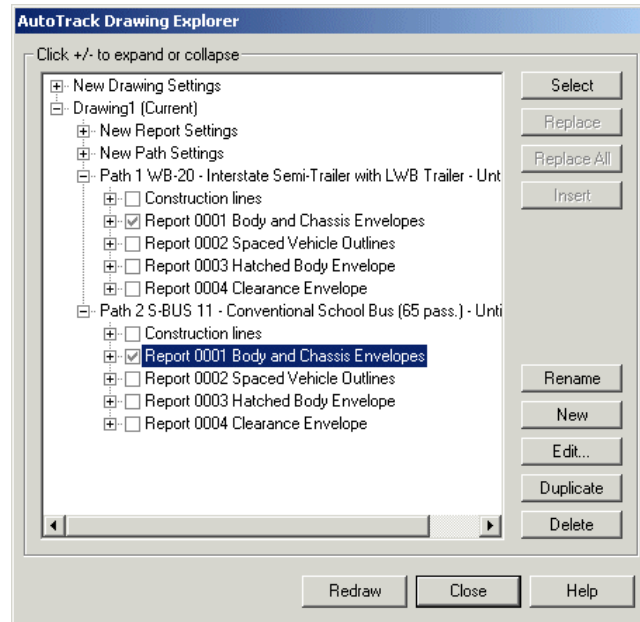 AutoTrack Drawing Explorer
Click +/- to expand or collapse
New Drawing Settings
Drawing1 (Current)
New Report Settings
New Path Settings
Path 1 WB-20 - Interstate Semi-Trailer with LWB Trailer - Unt
Construction lines
Report 0001 Body and Chassis Envelopes
Report 0002 Spaced Vehicle Outlines
Report 0003 Hatched Body Envelope
Report 0004 Clearance Envelope
Path 2 S-BUS 11 - Conventional School Bus (65 pass.) - Unti
Construction lines
Report 0001 Body and Chassis Envelopes
Report 0002 Spaced Vehicle Outlines
Report 0003 Hatched Body Envelope
Report 0004 Clearance Envelope
Select
Replace
Replace All
Insert
Rename
New
Edit...
Duplicate
Delete
Redraw
Close
Help